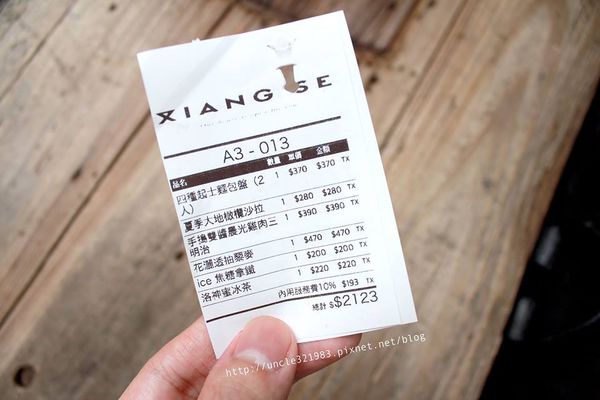 XIANG SE
A3 - 013
品名 數量 單價 金額
四種起士麵包盤（2 1 $370 $370 TX
人）
夏季大地橄欖沙拉 1 $280 $280 TX
手搗雙醬晨光雞肉三 1 $390 $390 TX
明治
花漾透抽藜麥 1 $470 $470 TX
ice 焦糖拿鐵 1 $200 $200 TX
洛神蜜冰茶 1 $220 $220 TX
內用服務費10% $193 TX
總計 $$2123
http://uncle321983.pixnet.net/blog